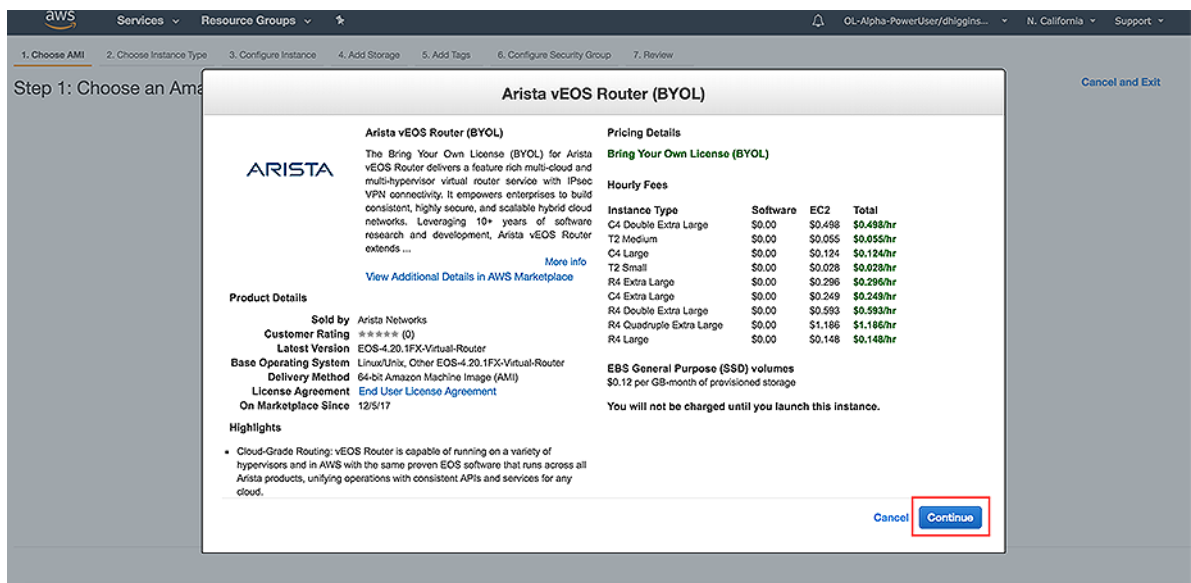 aws
Services
Resource Groups
OL-Alpha-PowerUser/dhiggins...
N. California
Support
1. Choose AMI
2. Choose Instance Type
3. Configure Instance
4. Add Storage
5. Add Tags
6. Configure Security Group
7. Review
Step 1: Choose an Ama
Cancel and Exit
Arista vEOS Router (BYOL)
ARISTA
Arista vEOS Router (BYOL)
The Bring Your Own License (BYOL) for Arista
vEOS Router delivers a feature rich multi-cloud and
multi-hypervisor virtual router service with IPsec
VPN connectivity. It empowers enterprises to build
consistent, highly secure, and scalable hybrid cloud
networks. Leveraging 10+ years of software
research and development, Arista vEOS Router
extends ...
More info
View Additional Details in AWS Marketplace
Product Details
Sold by Arista Networks
Customer Rating ★★★★★ (0)
Latest Version EOS-4.20.1FX-Virtual-Router
Base Operating System Linux/Unix, Other EOS-4.20.1FX-Virtual-Router
Delivery Method 64-bit Amazon Machine Image (AMI)
License Agreement End User License Agreement
On Marketplace Since 12/5/17
Highlights
• Cloud-Grade Routing: vEOS Router is capable of running on a variety of
hypervisors and in AWS with the same proven EOS software that runs across all
Arista products, unifying operations with consistent APIs and services for any
cloud.
Pricing Details
Bring Your Own License (BYOL)
Hourly Fees
Instance Type Software EC2 Total
C4 Double Extra Large $0.00 $0.498 $0.498/hr
T2 Medium $0.00 $0.055 $0.055/hr
C4 Large $0.00 $0.124 $0.124/hr
T2 Small $0.00 $0.028 $0.028/hr
R4 Extra Large $0.00 $0.296 $0.296/hr
C4 Extra Large $0.00 $0.249 $0.249/hr
R4 Double Extra Large $0.00 $0.593 $0.593/hr
R4 Quadruple Extra Large $0.00 $1.186 $1.186/hr
R4 Large $0.00 $0.148 $0.148/hr
EBS General Purpose (SSD) volumes
$0.12 per GB-month of provisioned storage
You will not be charged until you launch this instance.
Cancel
Continue